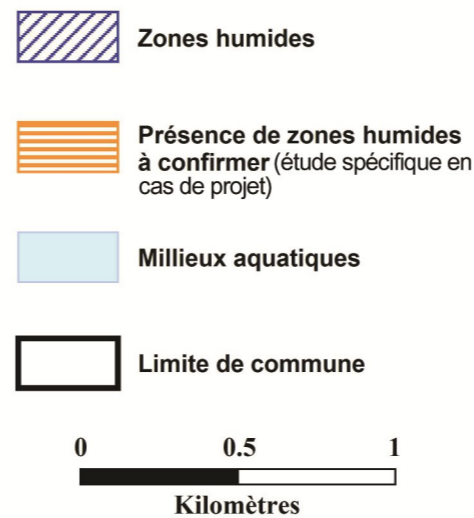 Zones humides
Présence de zones humides
à confirmer (étude spécifique en
cas de projet)
Millieux aquatiques
Limite de commune
0 0.5 1
Kilomètres